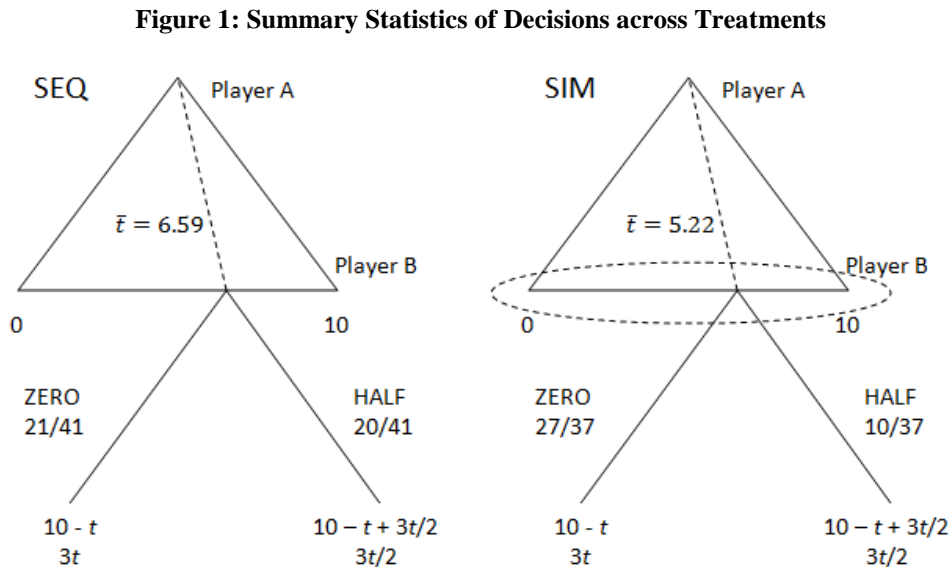 Figure 1: Summary Statistics of Decisions across Treatments
SEQ
Player A
t̄ = 6.59
Player B
0
10
ZERO
21/41
HALF
20/41
10 - t
3t
10 – t + 3t/2
3t/2
SIM
Player A
t̄ = 5.22
Player B
0
10
ZERO
27/37
HALF
10/37
10 - t
3t
10 – t + 3t/2
3t/2